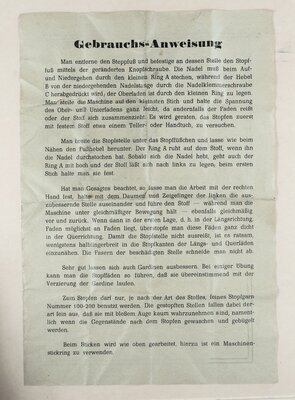 Gebrauchs-Anweisung
Man entferne den Steppfuß und befestige an dessen Stelle den Stopf-
fuß mittels der geränderten Knopfschraube. Die Nadel muß beim Auf-
und Niedergehen durch den kleinen Ring A stechen, während der Hebel
B von der niedergehenden Nadelstange durch die Nadelklemmschraube
C herabgedrückt wird, der Oberfaden ist durch den kleinen Ring zu legen.
Man stelle die Maschine auf den kleinsten Stich und halte die Spannung
des Ober- und Unterfadens ganz leicht, da andernfalls der Faden reißt
oder der Stoff sich zusammenzieht. Es wird geraten, das Stopfen zuerst
mit festem Stoff etwa einem Teller- oder Handtuch, zu versuchen.
Man breite die Stopfstelle unter das Stopffüßchen und lasse wie beim
Nähen den Fußhebel herunter. Der Ring A ruht auf dem Stoff, wenn ihn
die Nadel durchstochen hat. Sobald sich die Nadel hebt, geht auch der
Ring A mit hoch und der Stoff läßt sich nach links zu legen, beim ersten
Stich halte man sie fest.
Hat man Gesagtes beachtet, so lasse man die Arbeit mit der rechten
Hand fest, halte mit dem Daumen und Zeigefinger der linken die aus-
zubessernde Stelle auseinander und führe den Stoff — während man die
Maschine unter gleichmäßiger Bewegung hält — ebenfalls gleichmäßig
vor und zurück. Wenn dann in der ersten Lage, d. h. in der Längsrichtung,
Faden möglichst an Faden liegt, überstopfe man diese Fäden ganz dicht
in der Querrichtung. Damit die Stopfstelle nicht ausreißt, ist es ratsam,
wenigstens halbfingerbreit in die Stopfkanten der Längs- und Querfäden
einzunähen. Die Fasern der beschädigten Stelle schneide man nicht ab.
Sehr gut lassen sich auch Gardinen ausbessern. Bei einiger Übung
kann man die Stopffäden so führen, daß sie übereinstimmend mit der
Verzierung der Gardine laufen.
Zum Stopfen darf nur, je nach der Art des Stoffes, feines Stopfgarn
Nummer 100-200 benutzt werden. Die gestopften Stellen fallen dabei der-
art fein aus, daß sie mit bloßem Auge kaum wahrzunehmen sind, nament-
lich wenn die Gegenstände nach dem Stopfen gewaschen und gebügelt
werden.
Beim Sticken wird wie oben gearbeitet, hierzu ist ein Maschinen-
stickring zu verwenden.